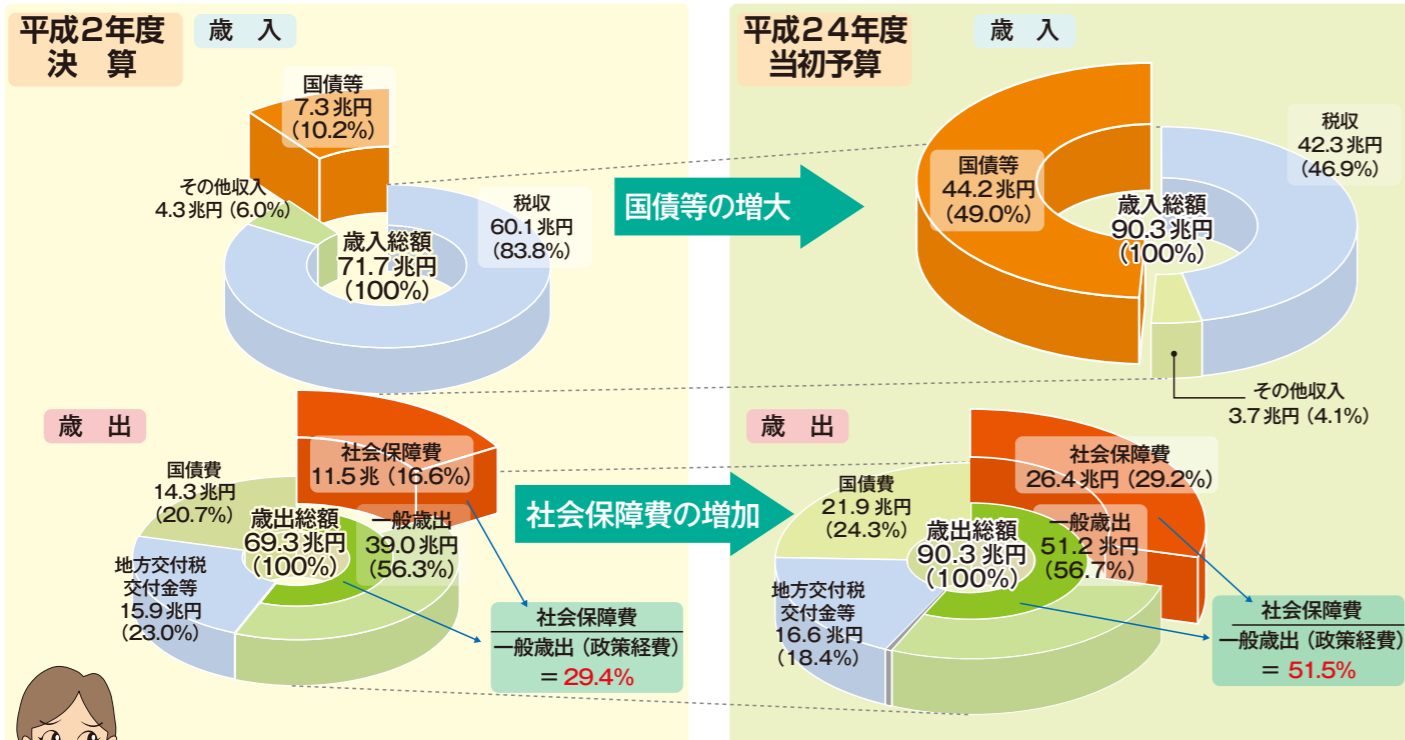 平成2年度
決 算
歳 入
国債等
7.3兆円
(10.2%)
その他収入
4.3兆円(6.0%)
税収
60.1兆円
(83.8%)
歳入総額
71.7兆円
(100%)
国債等の増大
平成24年度
当初予算
歳 入
国債等
44.2兆円
(49.0%)
税収
42.3兆円
(46.9%)
歳入総額
90.3兆円
(100%)
その他収入
3.7兆円(4.1%)
歳 出
社会保障費
11.5兆(16.6%)
国債費
14.3兆円
(20.7%)
歳出総額
69.3兆円
(100%)
一般歳出
39.0兆円
(56.3%)
地方交付税
交付金等
15.9兆円
(23.0%)
社会保障費
一般歳出(政策経費)
= 29.4%
社会保障費の増加
歳 出
社会保障費
26.4兆円(29.2%)
国債費
21.9兆円
(24.3%)
歳出総額
90.3兆円
(100%)
一般歳出
51.2兆円
(56.7%)
地方交付税
交付金等
16.6兆円
(18.4%)
社会保障費
一般歳出(政策経費)
= 51.5%